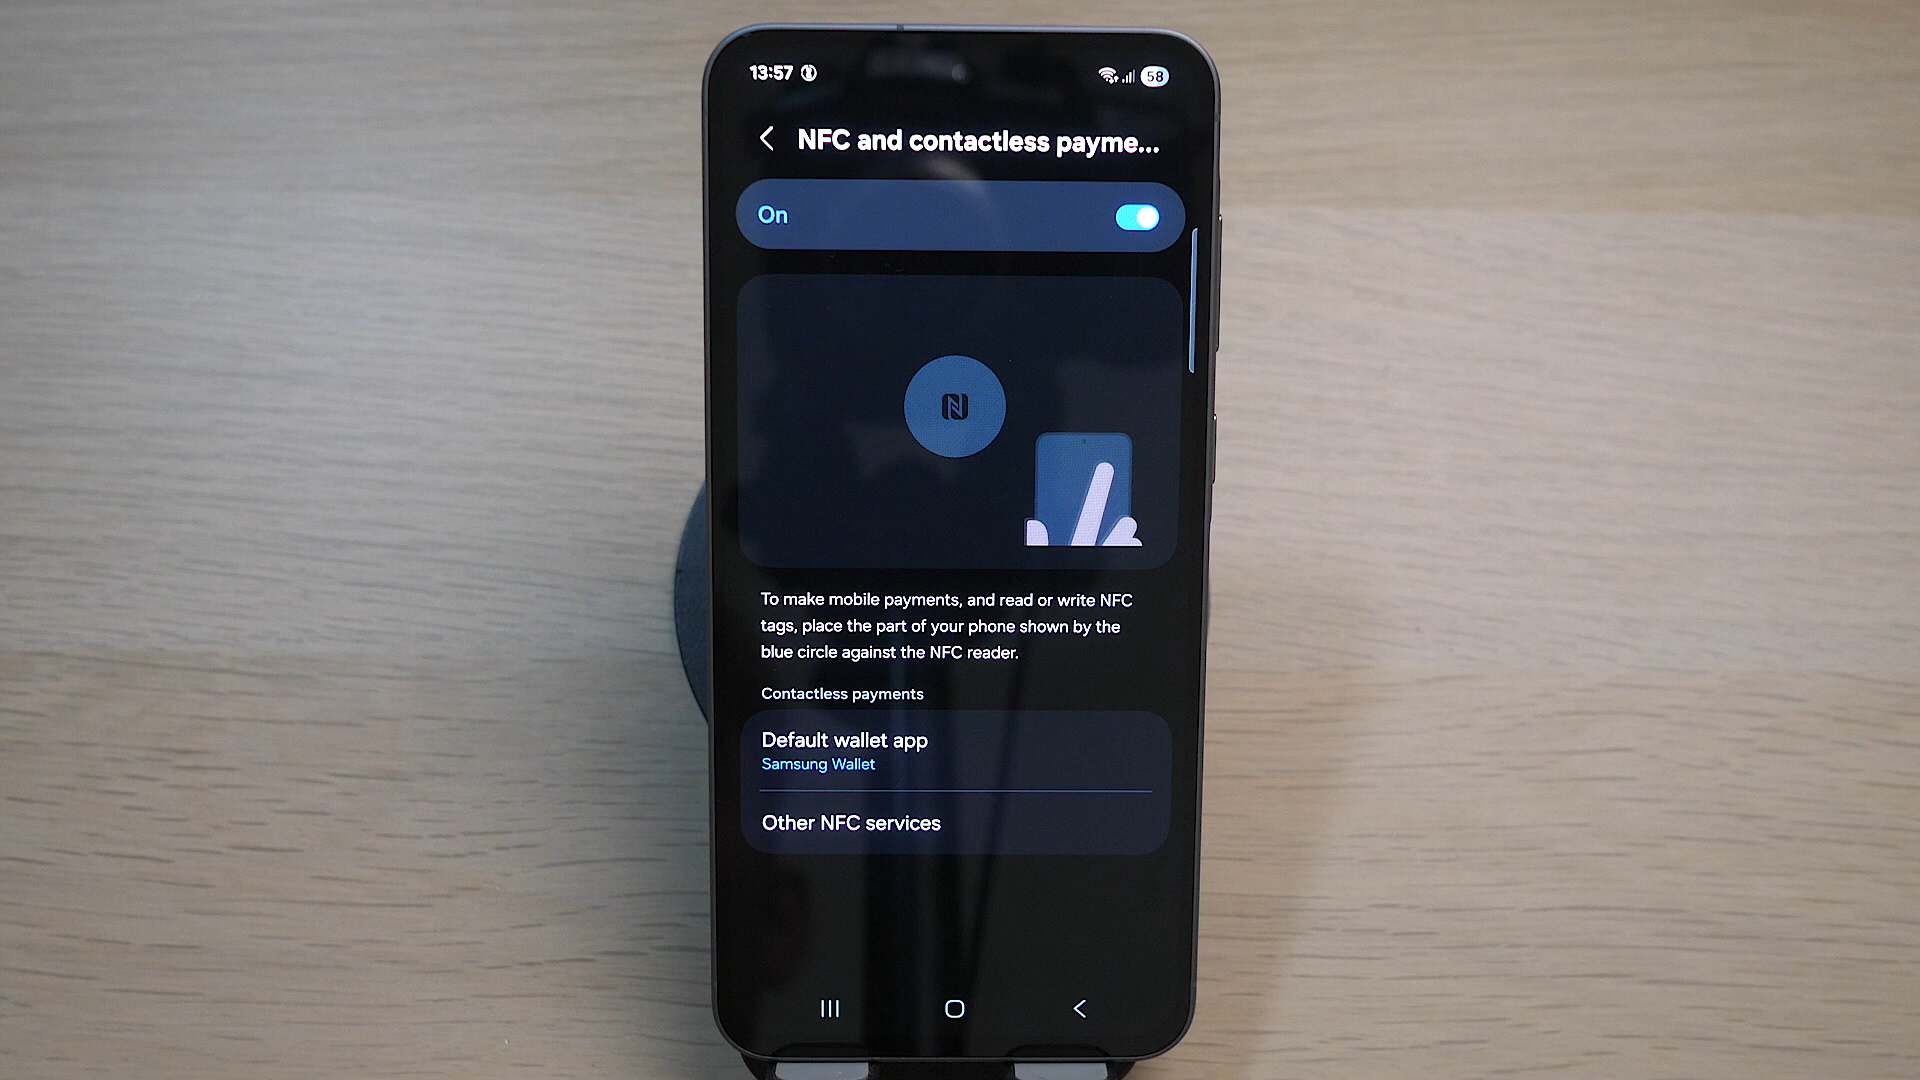 13:57
58
NFC and contactless payme...
On
To make mobile payments, and read or write NFC
tags, place the part of your phone shown by the
blue circle against the NFC reader.
Contactless payments
Default wallet app
Samsung Wallet
Other NFC services